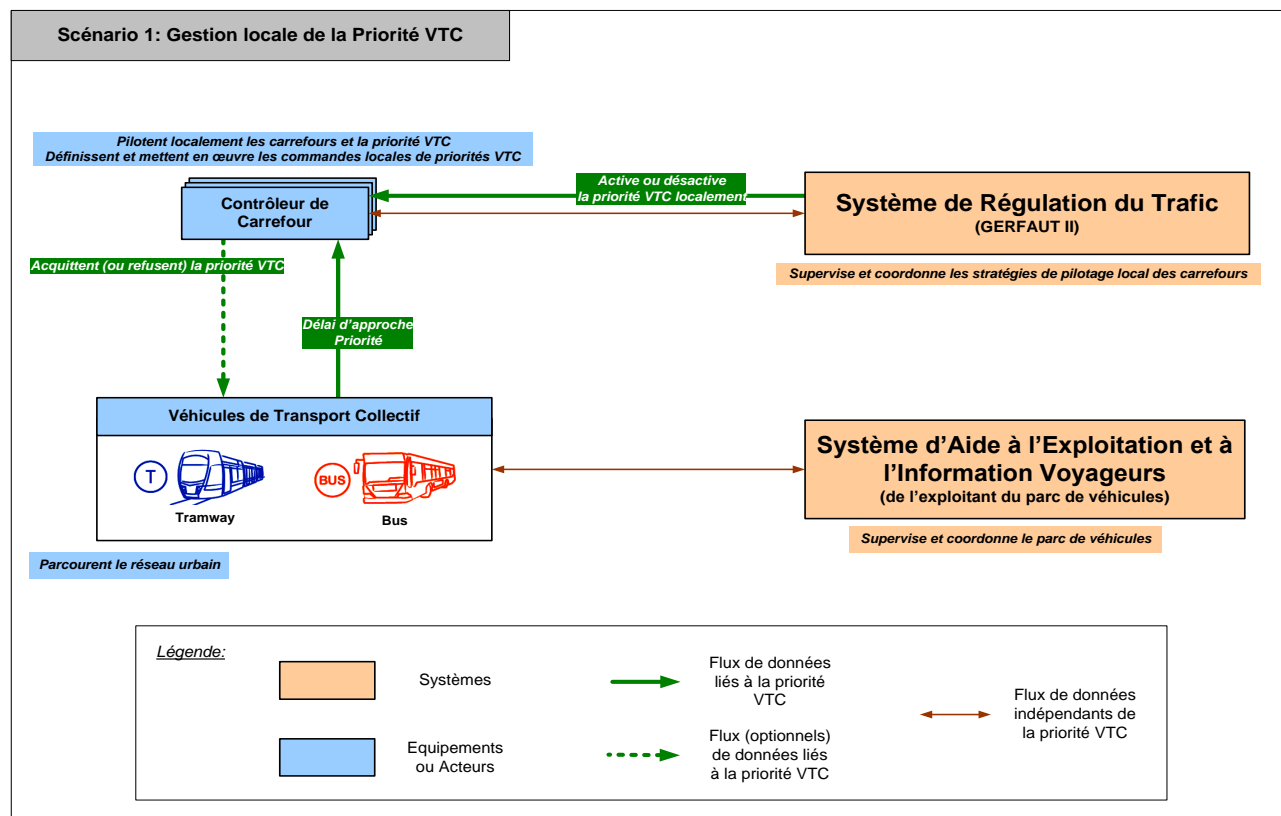 Scénario 1: Gestion locale de la Priorité VTC
Pilotent localement les carrefours et la priorité VTC
Définissent et mettent en œuvre les commandes locales de priorités VTC
Contrôleur de
Carrefour
Active ou désactive
la priorité VTC localement
Système de Régulation du Trafic
(GERFAUT II)
Supervise et coordonne les stratégies de pilotage local des carrefours
Acquittent (ou refusent) la priorité VTC
Délai d'approche
Priorité
Véhicules de Transport Collectif
T
Tramway
BUS
Bus
Système d'Aide à l'Exploitation et à
l'Information Voyageurs
(de l'exploitant du parc de véhicules)
Supervise et coordonne le parc de véhicules
Parcourent le réseau urbain
Légende:
Systèmes
Flux de données
liés à la priorité
VTC
Flux de données
indépendants de
la priorité VTC
Equipements
ou Acteurs
Flux (optionnels)
de données liés
à la priorité VTC